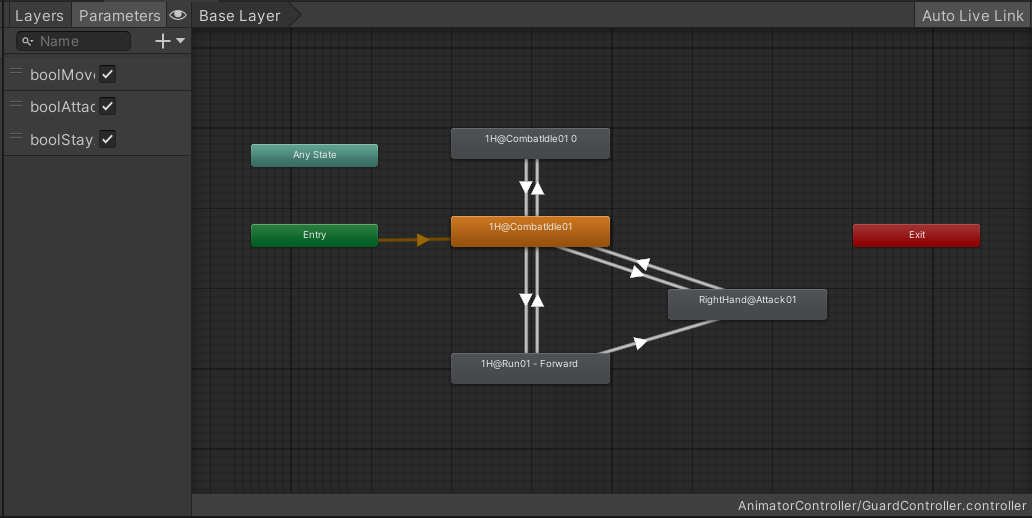 Layers Parameters Base Layer Auto Live Link
Name
boolMove
boolAttac
boolStay
1H@CombatIdle01 0
Any State
1H@CombatIdle01
Entry
Exit
RightHand@Attack01
1H@Run01 - Forward
AnimatorController/GuardController.controller